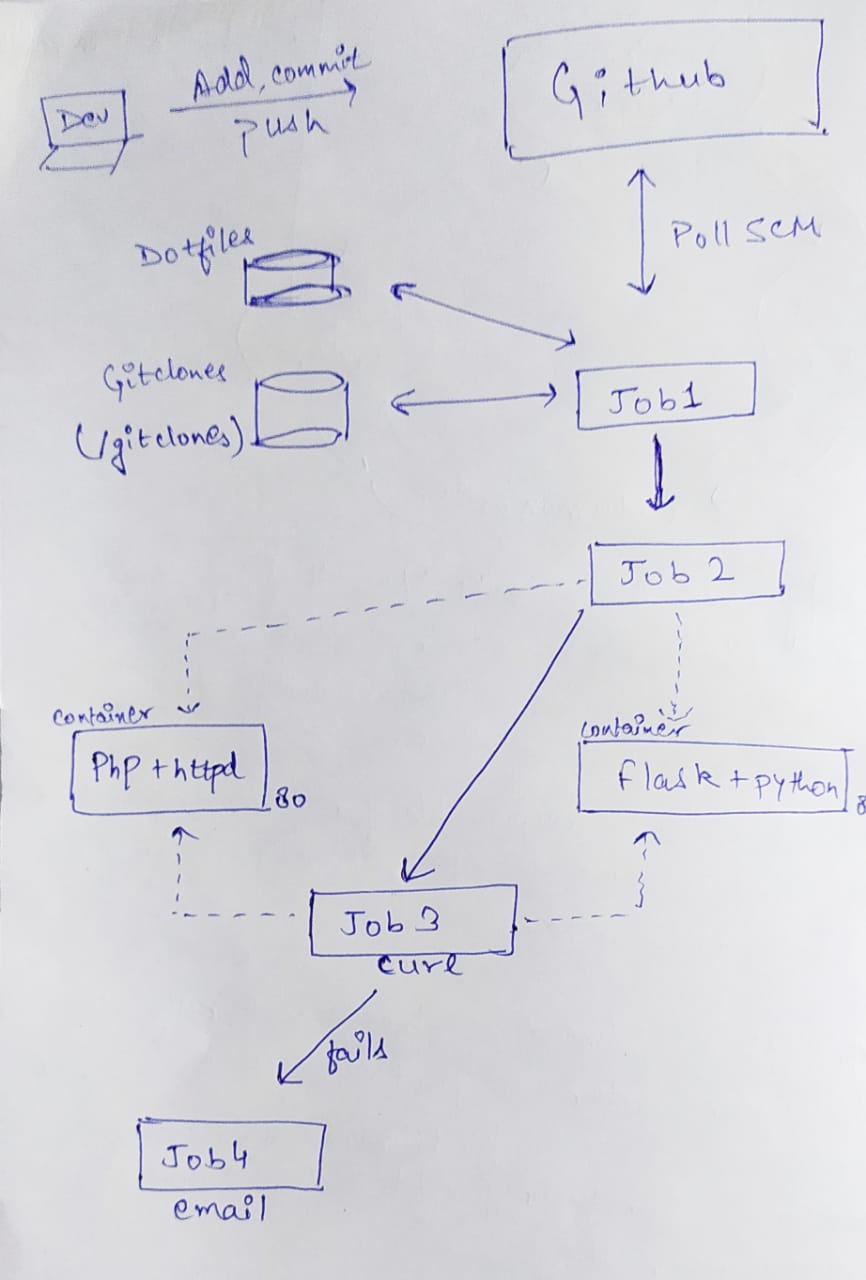 Dev
Add, commit
push
Github
Poll SCM
Dotfiles
Gitclones
(/gitclones)
Job1
Job 2
container
PhP + httpd
80
container
flask + python
Job 3
curl
fails
Job4
email